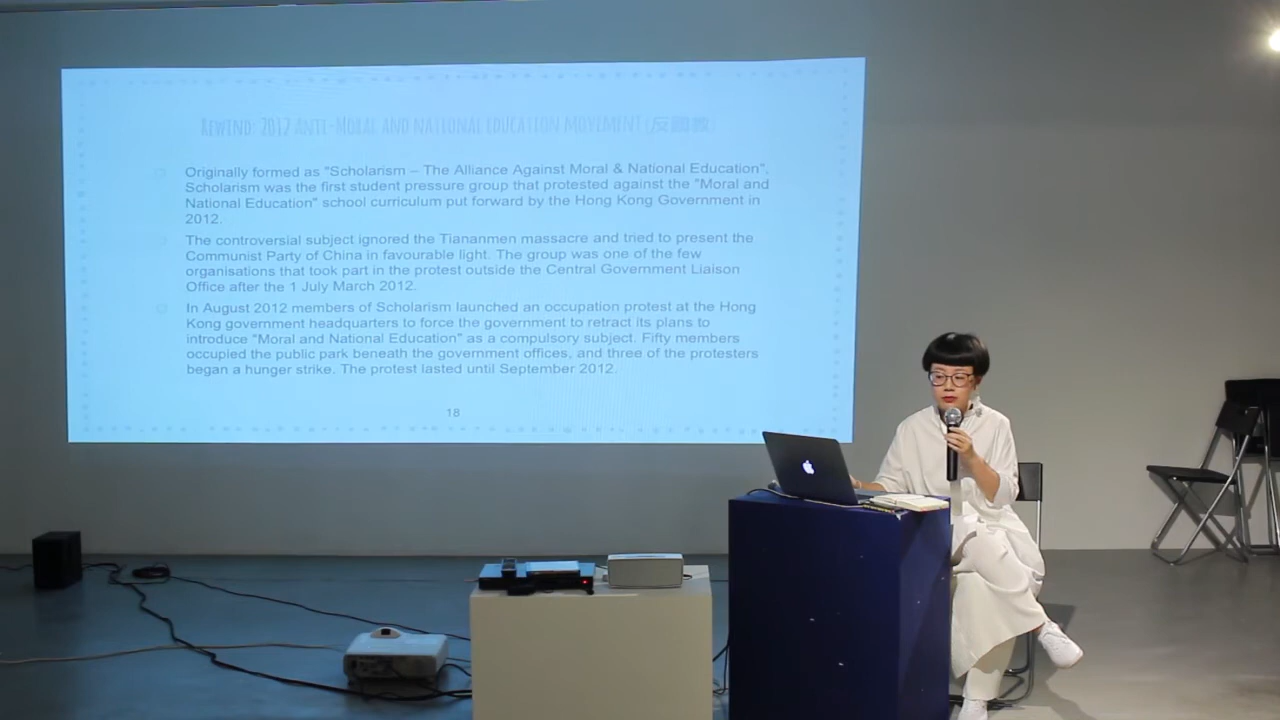 REWIND: 2012 ANTI-MORAL AND NATIONAL EDUCATION MOVEMENT (反國教)
Originally formed as "Scholarism – The Alliance Against Moral & National Education",
Scholarism was the first student pressure group that protested against the "Moral and
National Education" school curriculum put forward by the Hong Kong Government in
2012.
The controversial subject ignored the Tiananmen massacre and tried to present the
Communist Party of China in favourable light. The group was one of the few
organisations that took part in the protest outside the Central Government Liaison
Office after the 1 July March 2012.
In August 2012 members of Scholarism launched an occupation protest at the Hong
Kong government headquarters to force the government to retract its plans to
introduce "Moral and National Education" as a compulsory subject. Fifty members
occupied the public park beneath the government offices, and three of the protesters
began a hunger strike. The protest lasted until September 2012.
18